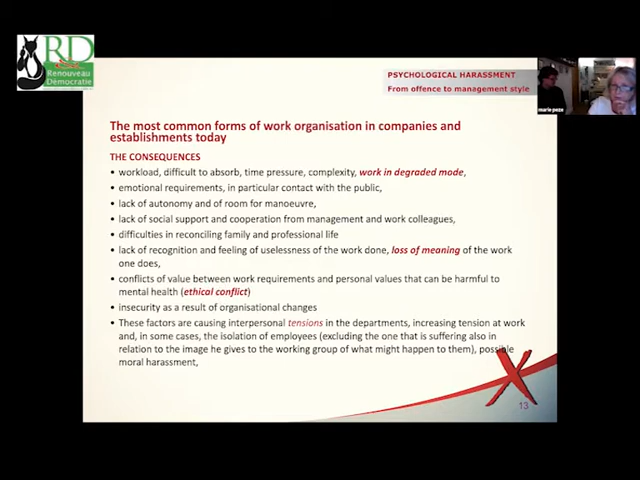 RD
Renouveau
Démocratie
PSYCHOLOGICAL HARASSMENT
From offence to management style
marie peze
The most common forms of work organisation in companies and
establishments today
THE CONSEQUENCES
• workload, difficult to absorb, time pressure, complexity, work in degraded mode,
• emotional requirements, in particular contact with the public,
• lack of autonomy and of room for manoeuvre,
• lack of social support and cooperation from management and work colleagues,
• difficulties in reconciling family and professional life
• lack of recognition and feeling of uselessness of the work done, loss of meaning of the work
one does,
• conflicts of value between work requirements and personal values that can be harmful to
mental health (ethical conflict)
• insecurity as a result of organisational changes
• These factors are causing interpersonal tensions in the departments, increasing tension at work
and, in some cases, the isolation of employees (excluding the one that is suffering also in
relation to the image he gives to the working group of what might happen to them), possible
moral harassment,
13